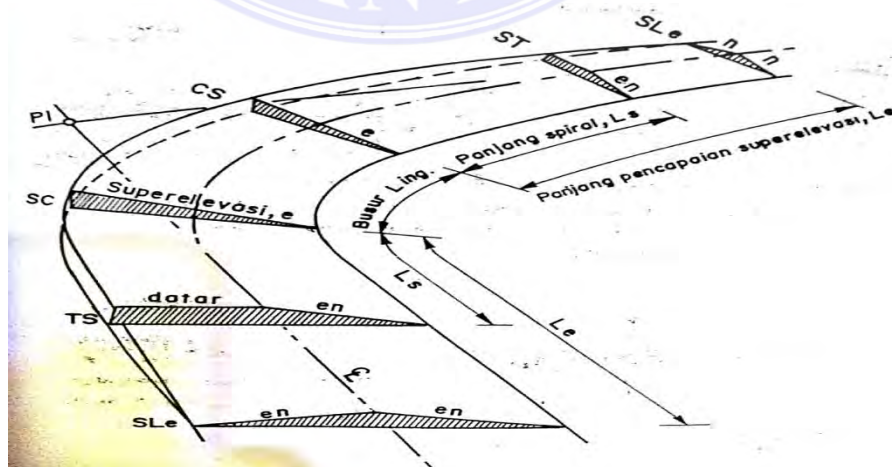 SLe
n
n
ST
en
CS
e
PI
Panjang spiral, Ls
Panjang pencapaian superelevasi, Le
Busur Ling.
SC
Superelevasi, e
Ls
Le
datar
en
TS
℄
en
en
SLe